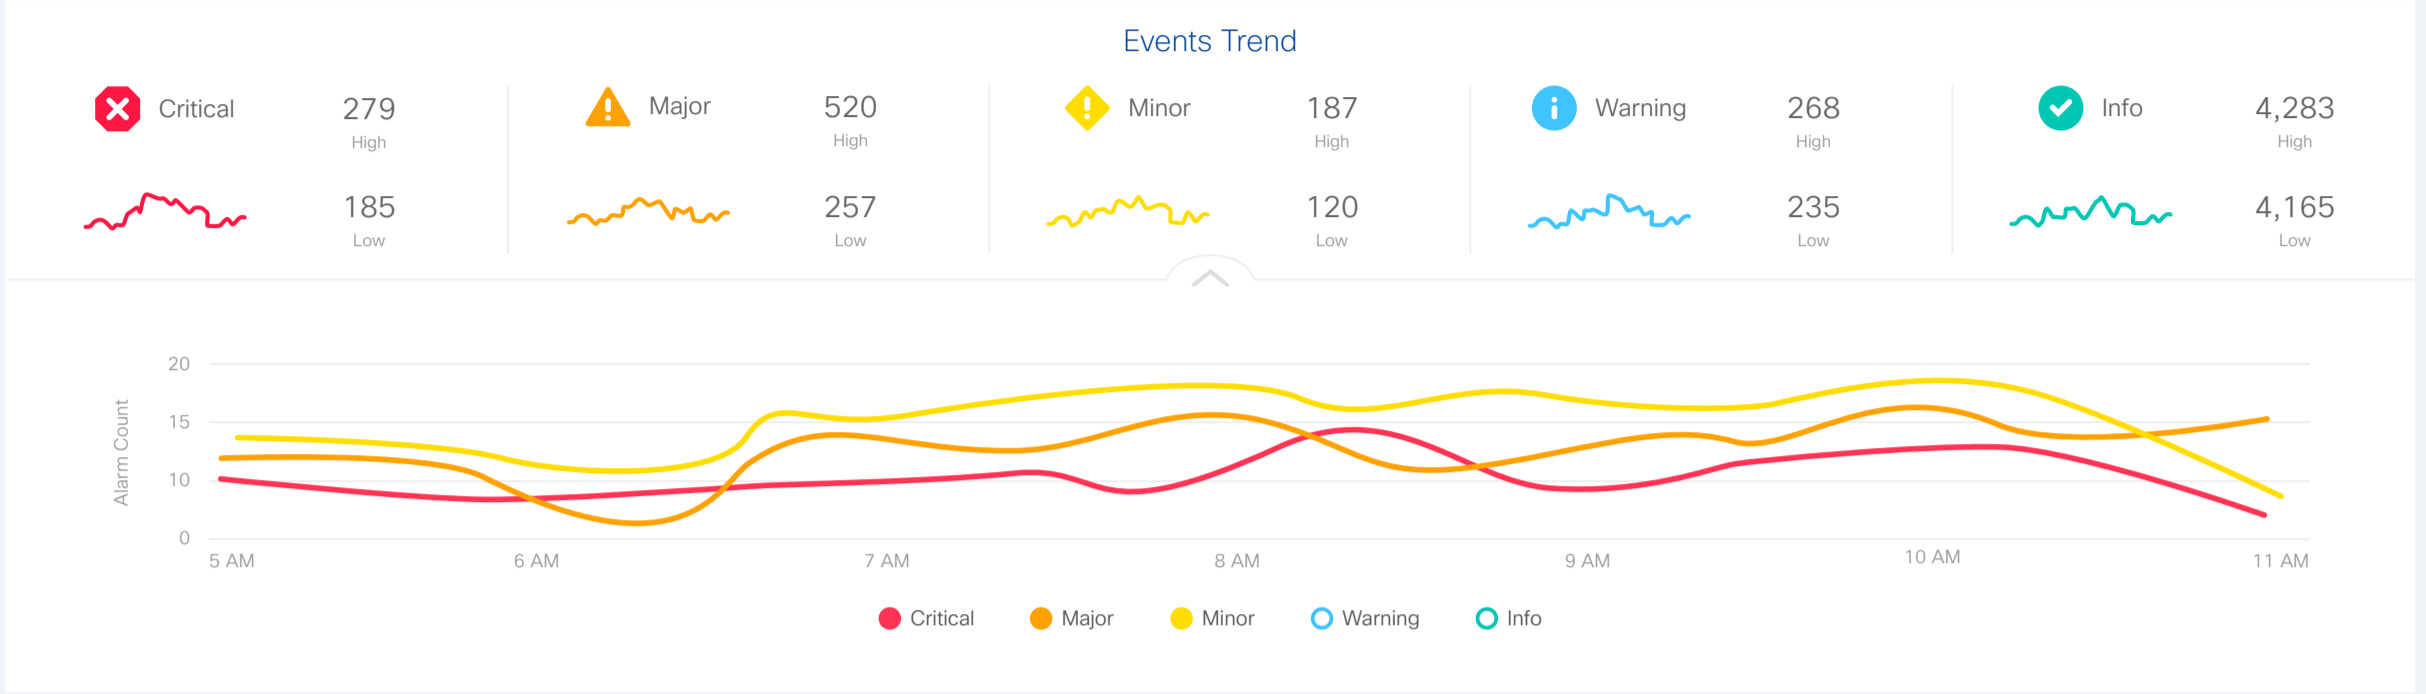 Events Trend
Critical
279
High
185
Low
Major
520
High
257
Low
Minor
187
High
120
Low
Warning
268
High
235
Low
Info
4,283
High
4,165
Low
Alarm Count
20
15
10
0
5 AM 6 AM 7 AM 8 AM 9 AM 10 AM 11 AM
Critical Major Minor Warning Info